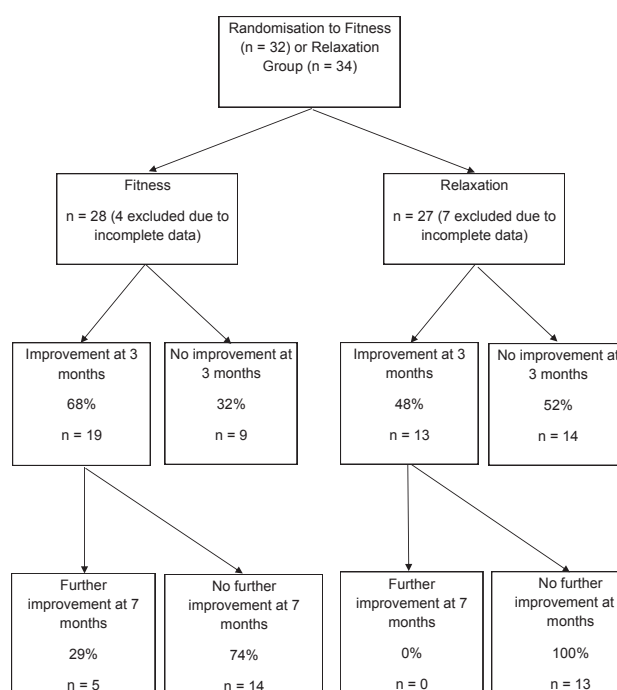 Randomisation to Fitness
(n = 32) or Relaxation
Group (n = 34)
Fitness
n = 28 (4 excluded due to
incomplete data)
Relaxation
n = 27 (7 excluded due to
incomplete data)
Improvement at 3
months
68%
n = 19
No improvement at
3 months
32%
n = 9
Improvement at 3
months
48%
n = 13
No improvement at
3 months
52%
n = 14
Further
improvement at 7
months
29%
n = 5
No further
improvement at 7
months
74%
n = 14
Further
improvement at 7
months
0%
n = 0
No further
improvement at
months
100%
n = 13